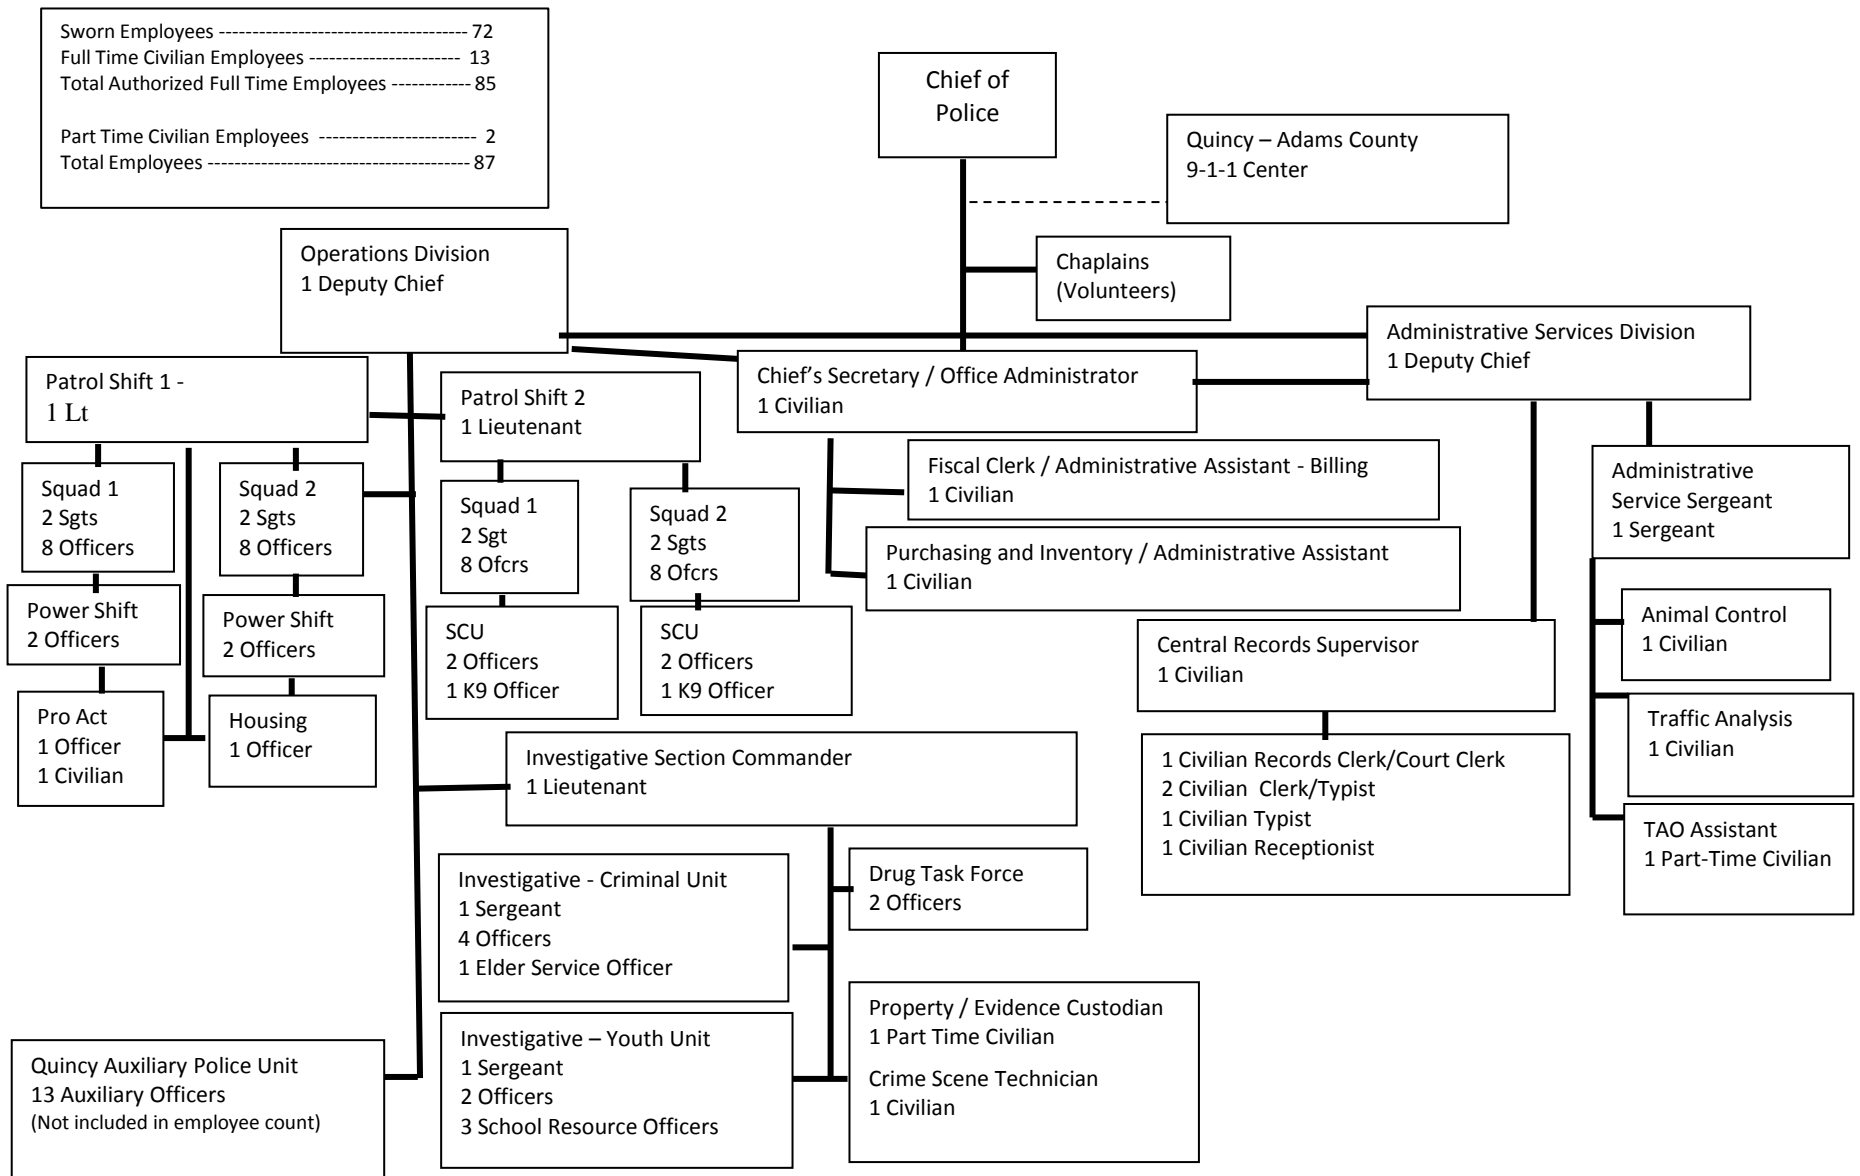 Sworn Employees ------------------------------------- 72
Full Time Civilian Employees ----------------------- 13
Total Authorized Full Time Employees ------------ 85
Part Time Civilian Employees ------------------------ 2
Total Employees --------------------------------------- 87
Chief of
Police
Quincy – Adams County
9-1-1 Center
Operations Division
1 Deputy Chief
Chaplains
(Volunteers)
Administrative Services Division
1 Deputy Chief
Patrol Shift 1 -
1 Lt
Patrol Shift 2
1 Lieutenant
Chief’s Secretary / Office Administrator
1 Civilian
Fiscal Clerk / Administrative Assistant - Billing
1 Civilian
Purchasing and Inventory / Administrative Assistant
1 Civilian
Administrative
Service Sergeant
1 Sergeant
Squad 1
2 Sgts
8 Officers
Squad 2
2 Sgts
8 Officers
Squad 1
2 Sgt
8 Ofcrs
Squad 2
2 Sgts
8 Ofcrs
Power Shift
2 Officers
Power Shift
2 Officers
SCU
2 Officers
1 K9 Officer
SCU
2 Officers
1 K9 Officer
Central Records Supervisor
1 Civilian
Animal Control
1 Civilian
Pro Act
1 Officer
1 Civilian
Housing
1 Officer
Traffic Analysis
1 Civilian
Investigative Section Commander
1 Lieutenant
1 Civilian Records Clerk/Court Clerk
2 Civilian  Clerk/Typist
1 Civilian Typist
1 Civilian Receptionist
TAO Assistant
1 Part-Time Civilian
Investigative - Criminal Unit
1 Sergeant
4 Officers
1 Elder Service Officer
Drug Task Force
2 Officers
Property / Evidence Custodian
1 Part Time Civilian
Crime Scene Technician
1 Civilian
Investigative – Youth Unit
1 Sergeant
2 Officers
3 School Resource Officers
Quincy Auxiliary Police Unit
13 Auxiliary Officers
(Not included in employee count)